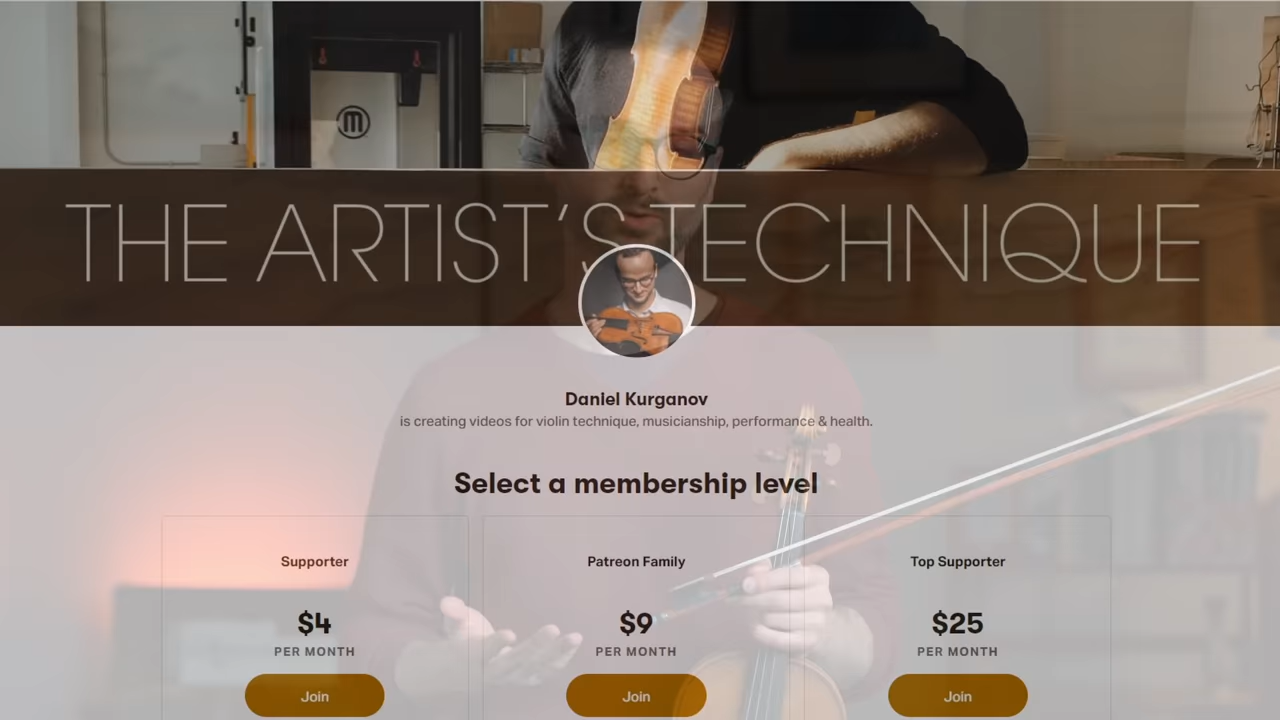 THE ARTIST'S TECHNIQUE
Daniel Kurganov
is creating videos for violin technique, musicianship, performance & health.
Select a membership level
Supporter
Patreon Family
Top Supporter
$4
$9
$25
PER MONTH
PER MONTH
PER MONTH
Join
Join
Join